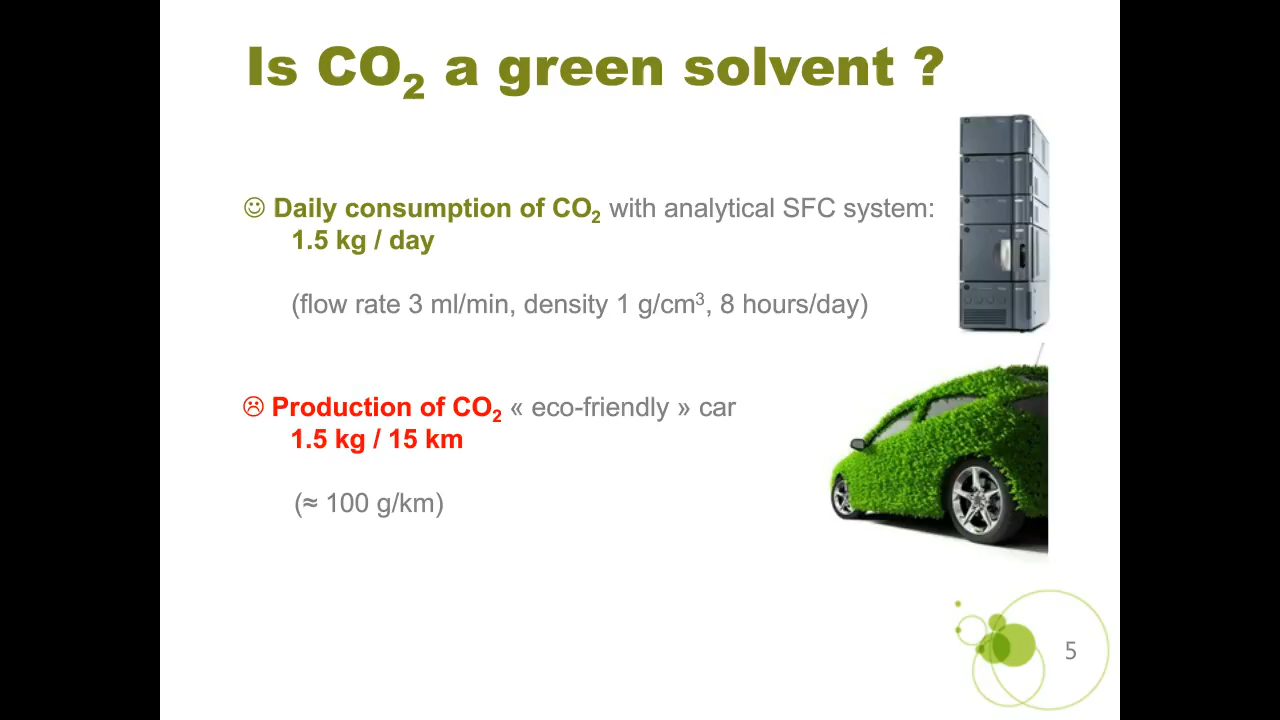 Is CO₂ a green solvent ?
☺ Daily consumption of CO₂ with analytical SFC system:
1.5 kg / day
(flow rate 3 ml/min, density 1 g/cm³, 8 hours/day)
☹ Production of CO₂ « eco-friendly » car
1.5 kg / 15 km
(≈ 100 g/km)
5